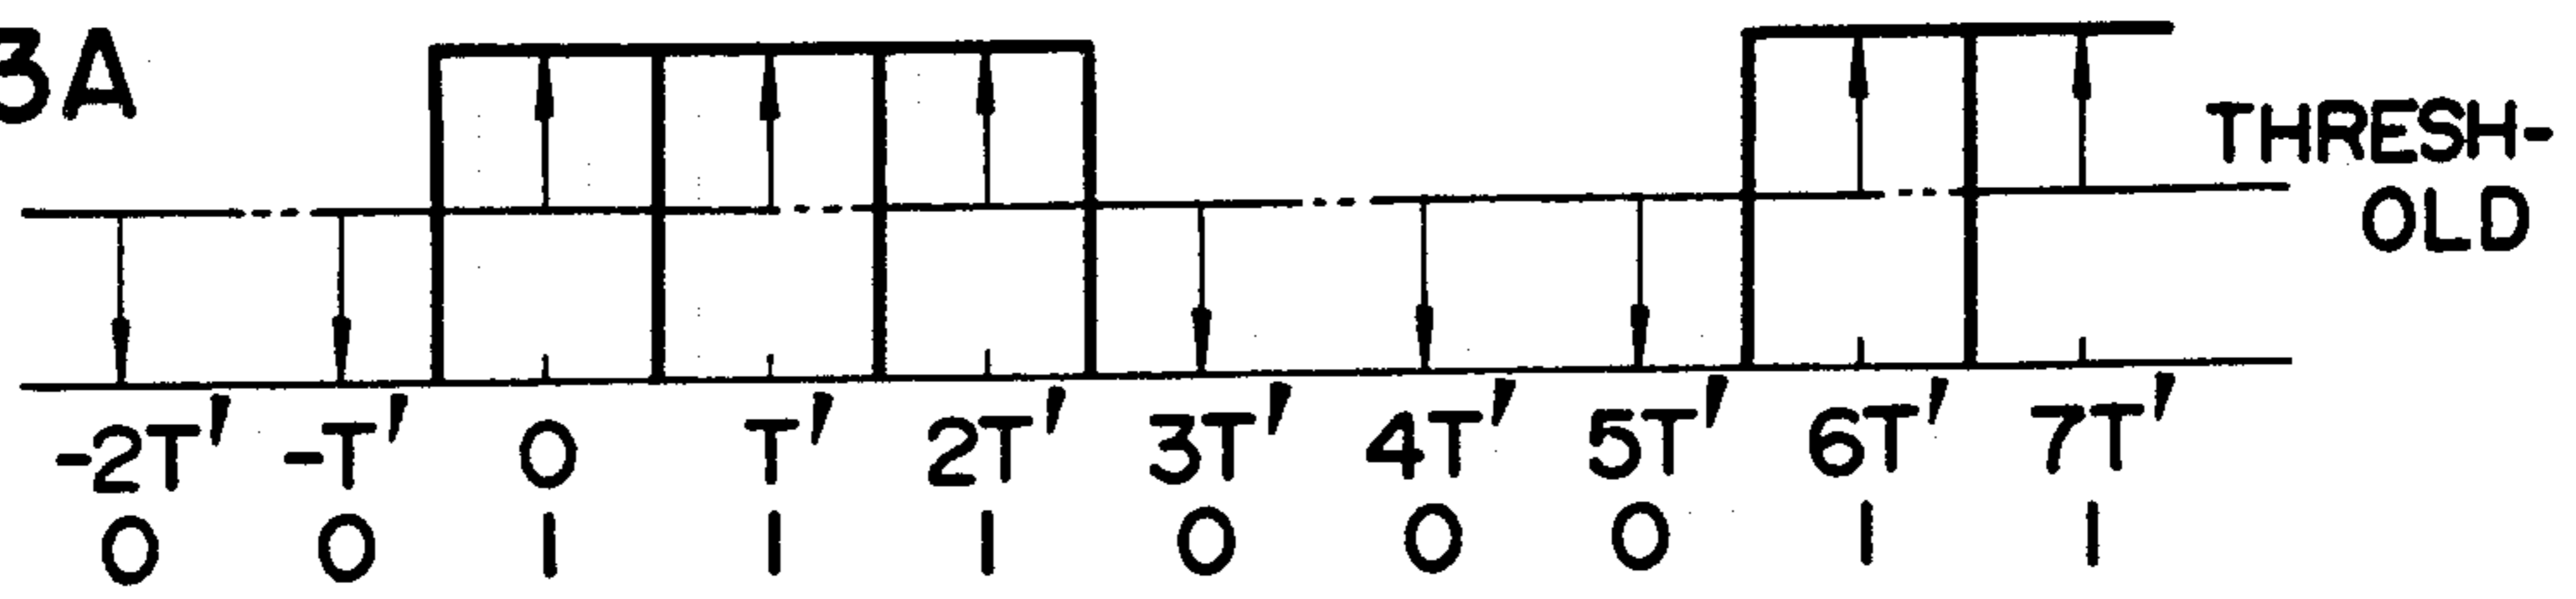 3A
THRESH-
OLD
-2T' -T' 0 T' 2T' 3T' 4T' 5T' 6T' 7T'
0 0 1 1 1 0 0 0 1 1